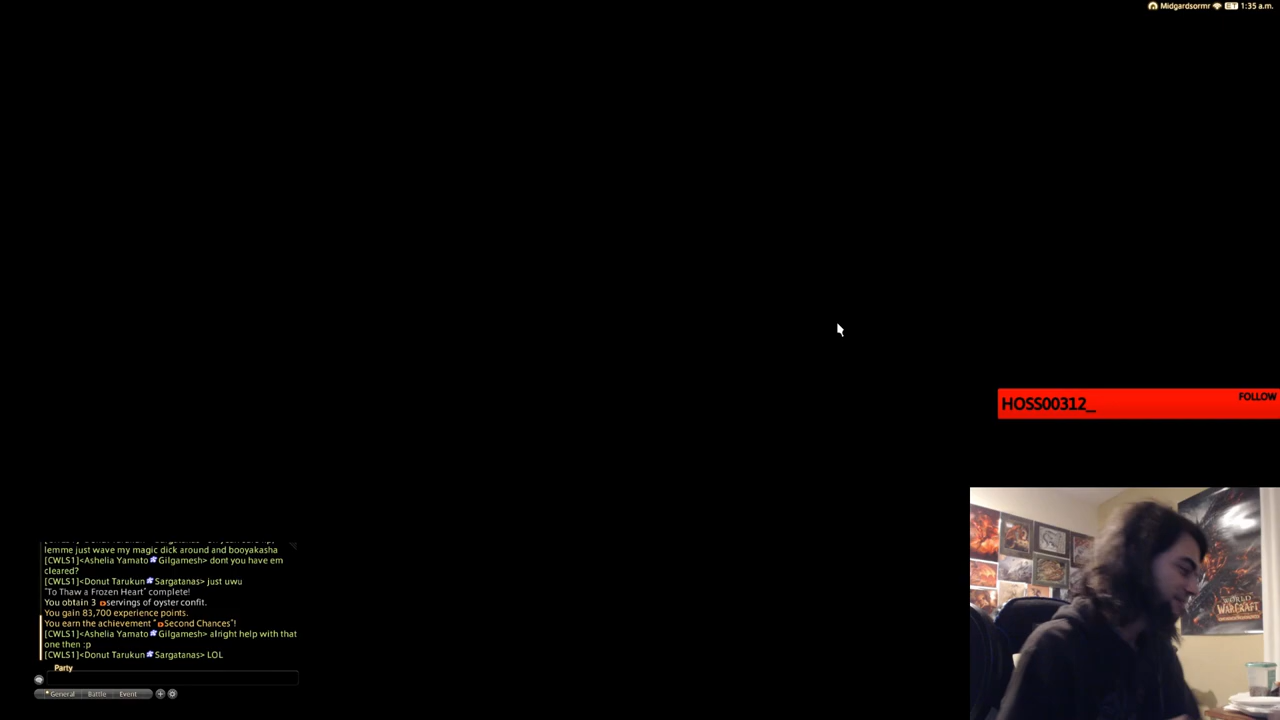 Midgardsormr ET 1:35 a.m.
HOSS00312_ FOLLOW
lemme just wave my magic dick around and booyakasha
[CWLS1]<Ashelia Yamato Gilgamesh> dont you have em
cleared?
[CWLS1]<Donut Tarukun Sargatanas> just uwu
"To Thaw a Frozen Heart" complete!
You obtain 3 servings of oyster confit.
You gain 83,700 experience points.
You earn the achievement "Second Chances"!
[CWLS1]<Ashelia Yamato Gilgamesh> alright help with that
one then :p
[CWLS1]<Donut Tarukun Sargatanas> LOL
Party
General Battle Event
WORLD
WARCRAFT